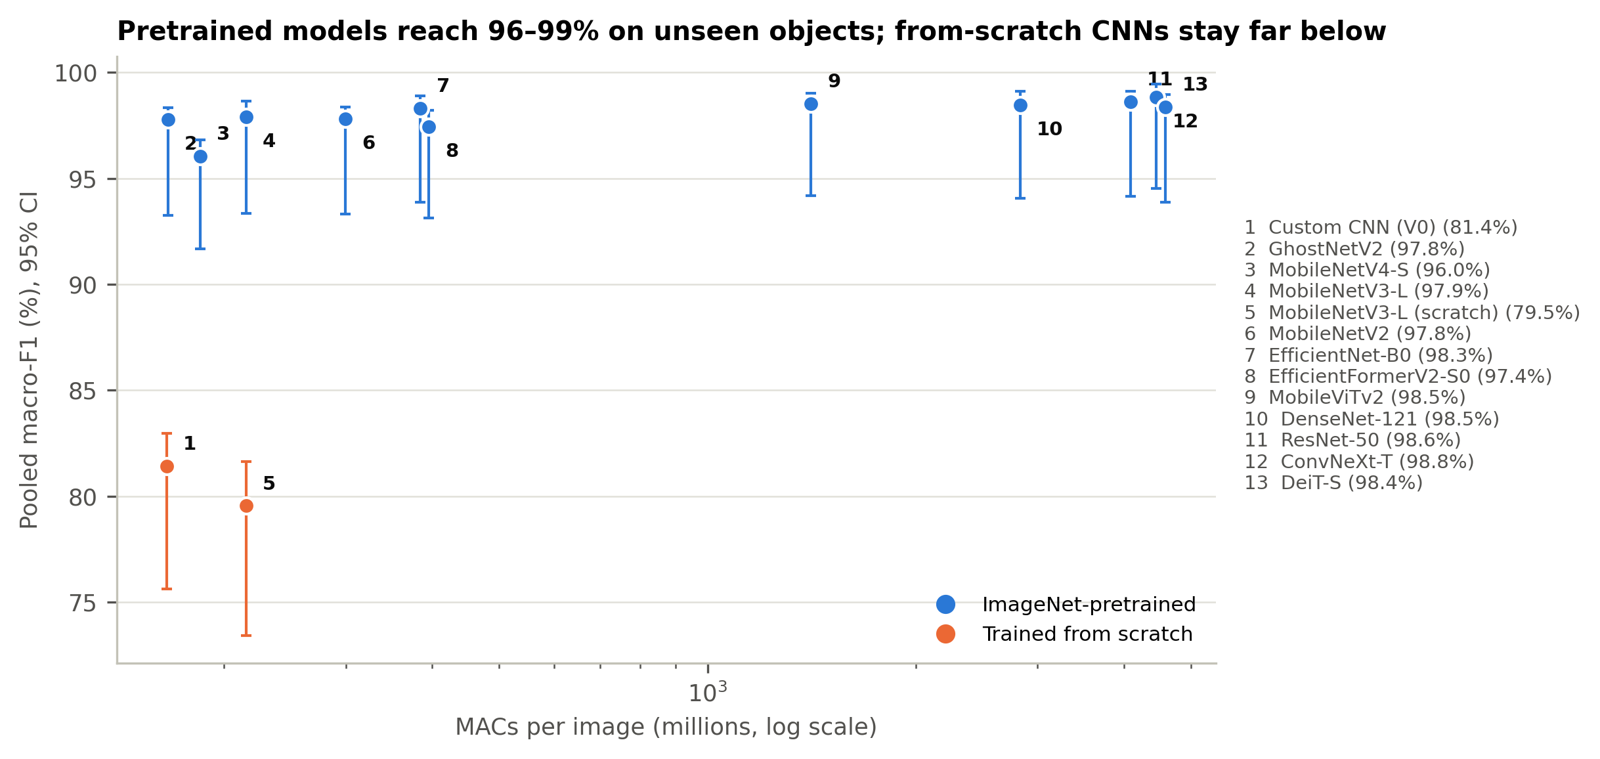 Pretrained models reach 96–99% on unseen objects; from-scratch CNNs stay far below
Pooled macro-F1 (%), 95% CI
100
95
90
85
80
75
1
2
3
4
5
6
7
8
9
10
11
12
13
1 Custom CNN (V0) (81.4%)
2 GhostNetV2 (97.8%)
3 MobileNetV4-S (96.0%)
4 MobileNetV3-L (97.9%)
5 MobileNetV3-L (scratch) (79.5%)
6 MobileNetV2 (97.8%)
7 EfficientNet-B0 (98.3%)
8 EfficientFormerV2-S0 (97.4%)
9 MobileViTv2 (98.5%)
10 DenseNet-121 (98.5%)
11 ResNet-50 (98.6%)
12 ConvNeXt-T (98.8%)
13 DeiT-S (98.4%)
ImageNet-pretrained
Trained from scratch
10³
MACs per image (millions, log scale)